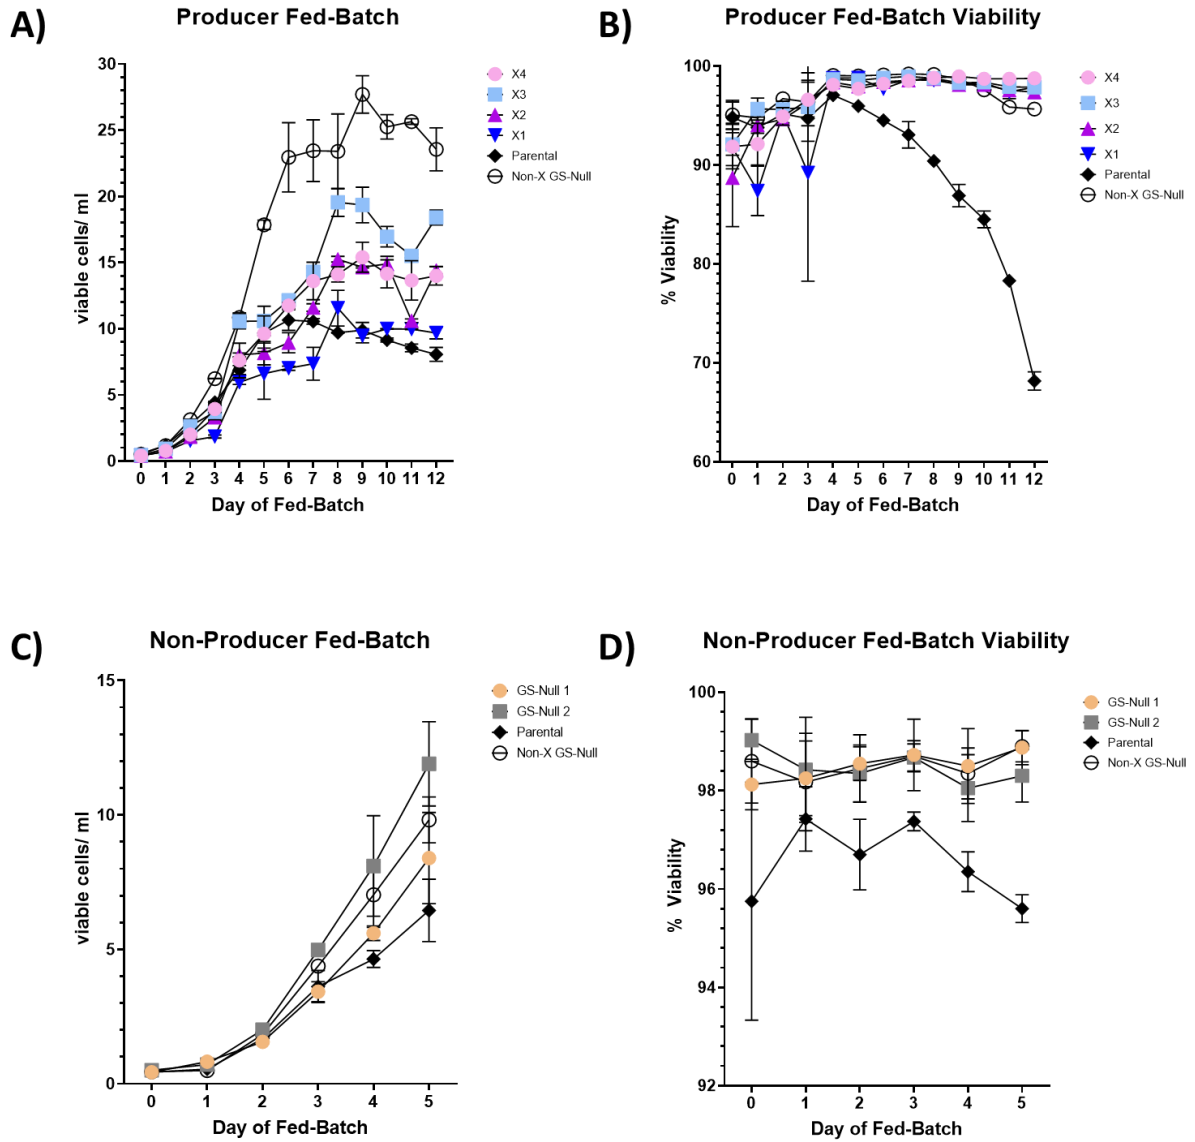 A)
Producer Fed-Batch
viable cells/ ml
30
25
20
15
10
5
0
0 1 2 3 4 5 6 7 8 9 10 11 12
Day of Fed-Batch
X4
X3
X2
X1
Parental
Non-X GS-Null
B)
Producer Fed-Batch Viability
% Viability
100
90
80
70
60
0 1 2 3 4 5 6 7 8 9 10 11 12
Day of Fed-Batch
X4
X3
X2
X1
Parental
Non-X GS-Null
C)
Non-Producer Fed-Batch
viable cells/ ml
15
10
5
0
0 1 2 3 4 5
Day of Fed-Batch
GS-Null 1
GS-Null 2
Parental
Non-X GS-Null
D)
Non-Producer Fed-Batch Viability
% Viability
100
98
96
94
92
0 1 2 3 4 5
Day of Fed-Batch
GS-Null 1
GS-Null 2
Parental
Non-X GS-Null